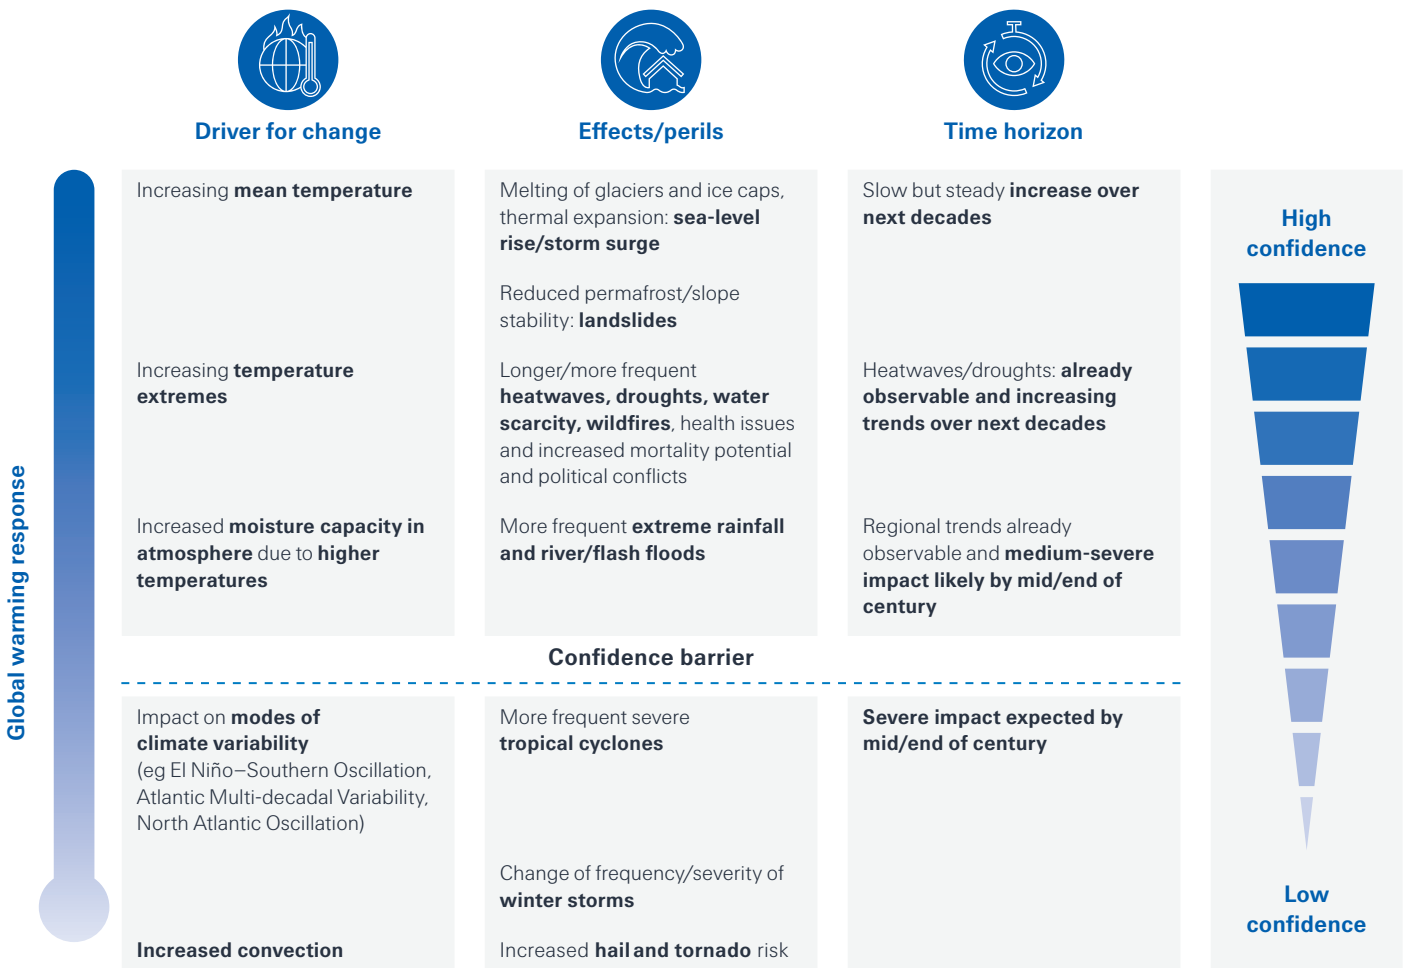 Driver for change
Effects/perils
Time horizon
Global warming response
Increasing mean temperature
Melting of glaciers and ice caps,
thermal expansion: sea-level
rise/storm surge
Slow but steady increase over
next decades
Reduced permafrost/slope
stability: landslides
Increasing temperature
extremes
Longer/more frequent
heatwaves, droughts, water
scarcity, wildfires, health issues
and increased mortality potential
and political conflicts
Heatwaves/droughts: already
observable and increasing
trends over next decades
Increased moisture capacity in
atmosphere due to higher
temperatures
More frequent extreme rainfall
and river/flash floods
Regional trends already
observable and medium-severe
impact likely by mid/end of
century
Confidence barrier
Impact on modes of
climate variability
(eg El Niño–Southern Oscillation,
Atlantic Multi-decadal Variability,
North Atlantic Oscillation)
More frequent severe
tropical cyclones
Severe impact expected by
mid/end of century
Change of frequency/severity of
winter storms
Increased convection
Increased hail and tornado risk
High
confidence
Low
confidence